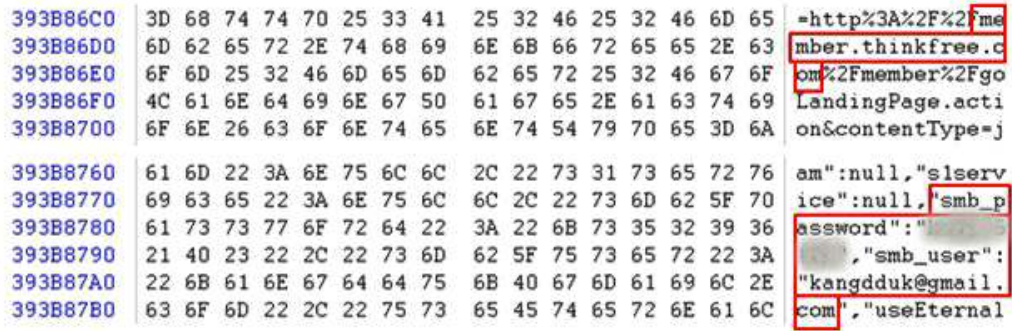 393B86C0 3D 68 74 74 70 25 33 41 25 32 46 25 32 46 6D 65 =http%3A%2F%2Fme
393B86D0 6D 62 65 72 2E 74 68 69 6E 6B 66 72 65 65 2E 63 mber.thinkfree.c
393B86E0 6F 6D 25 32 46 6D 65 6D 62 65 72 25 32 46 67 6F om%2Fmember%2Fgo
393B86F0 4C 61 6E 64 69 6E 67 50 61 67 65 2E 61 63 74 69 LandingPage.acti
393B8700 6F 6E 26 63 6F 6E 74 65 6E 74 54 79 70 65 3D 6A on&contentType=j
393B8760 61 6D 22 3A 6E 75 6C 6C 2C 22 73 31 73 65 72 76 am":null,"s1serv
393B8770 69 63 65 22 3A 6E 75 6C 6C 2C 22 73 6D 62 5F 70 ice":null,"smb_p
393B8780 61 73 73 77 6F 72 64 22 3A 22 6B 73 35 32 39 36 assword":"
393B8790 21 40 23 22 2C 22 73 6D 62 5F 75 73 65 72 22 3A ,"smb_user":
393B87A0 22 6B 61 6E 67 64 64 75 6B 40 67 6D 61 69 6C 2E "kangdduk@gmail.
393B87B0 63 6F 6D 22 2C 22 75 73 65 45 74 65 72 6E 61 6C com","useEternal